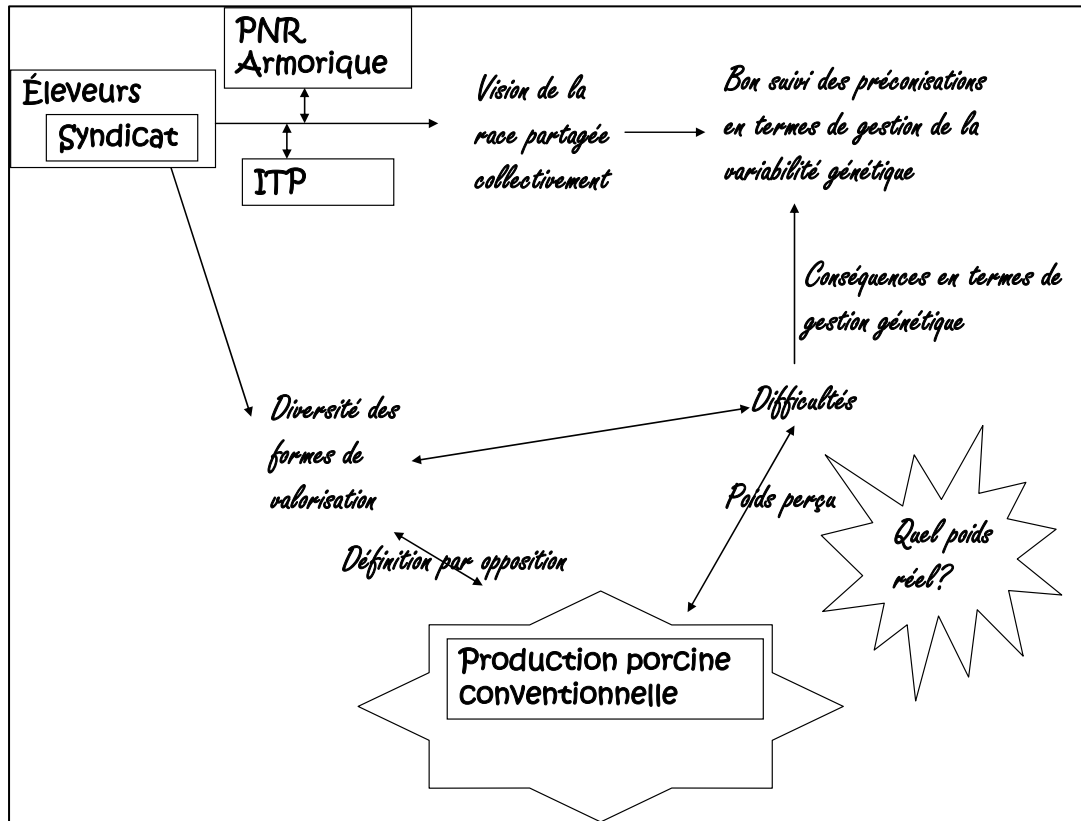 PNR
Armorique
Éleveurs
Syndicat
ITP
Vision de la
race partagée
collectivement
Bon suivi des préconisations
en termes de gestion de la
variabilité génétique
Conséquences en termes de
gestion génétique
Diversité des
formes de
valorisation
Difficultés
Poids perçu
Quel poids
réel?
Définition par opposition
Production porcine
conventionnelle